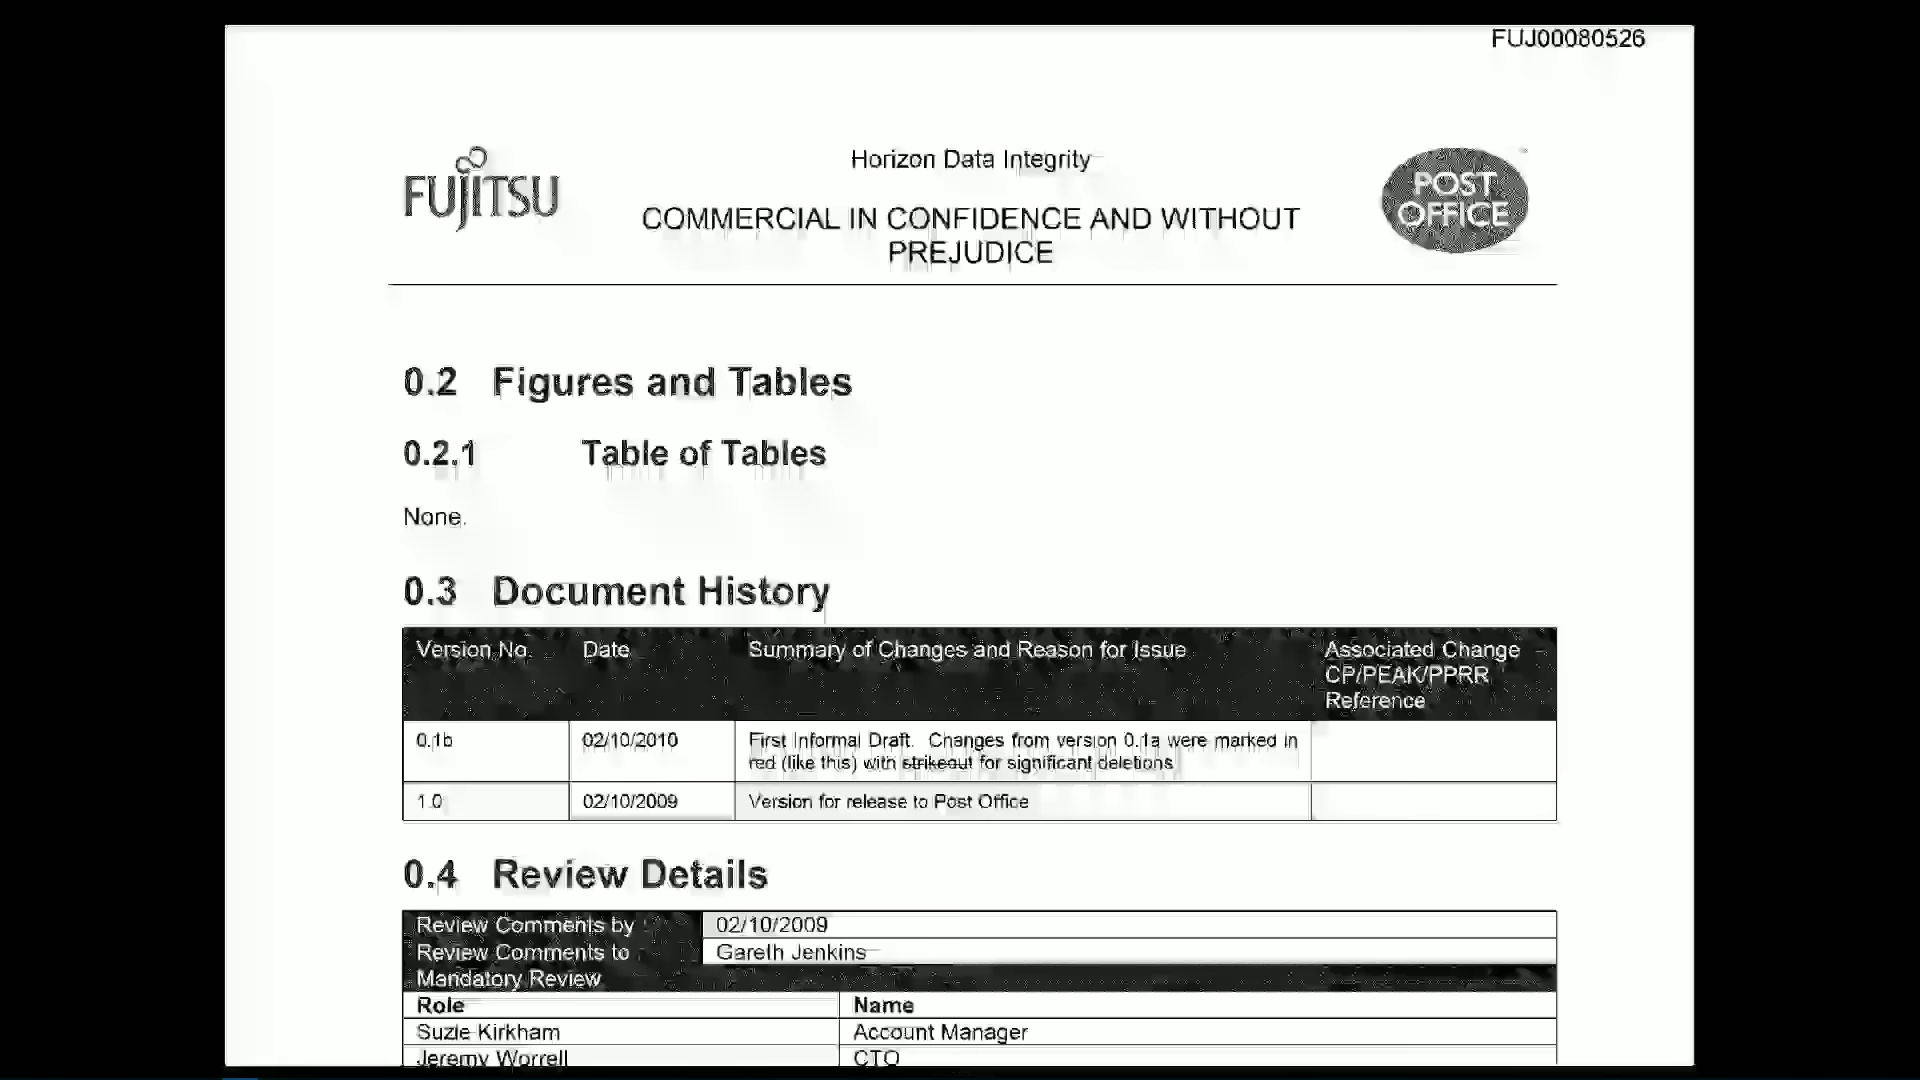 FUJ00080526
FUJITSU
Horizon Data Integrity
COMMERCIAL IN CONFIDENCE AND WITHOUT
PREJUDICE
POST
OFFICE
0.2 Figures and Tables
0.2.1 Table of Tables
None.
0.3 Document History
Version No. Date Summary of Changes and Reason for Issue Associated Change
CP/PEAK/PPRR
Reference
0.1b 02/10/2010 First Informal Draft. Changes from version 0.1a were marked in
red (like this) with strikeout for significant deletions
1.0 02/10/2009 Version for release to Post Office
0.4 Review Details
Review Comments by 02/10/2009
Review Comments to Gareth Jenkins
Mandatory Review
Role Name
Suzie Kirkham Account Manager
Jeremy Worrell CTO